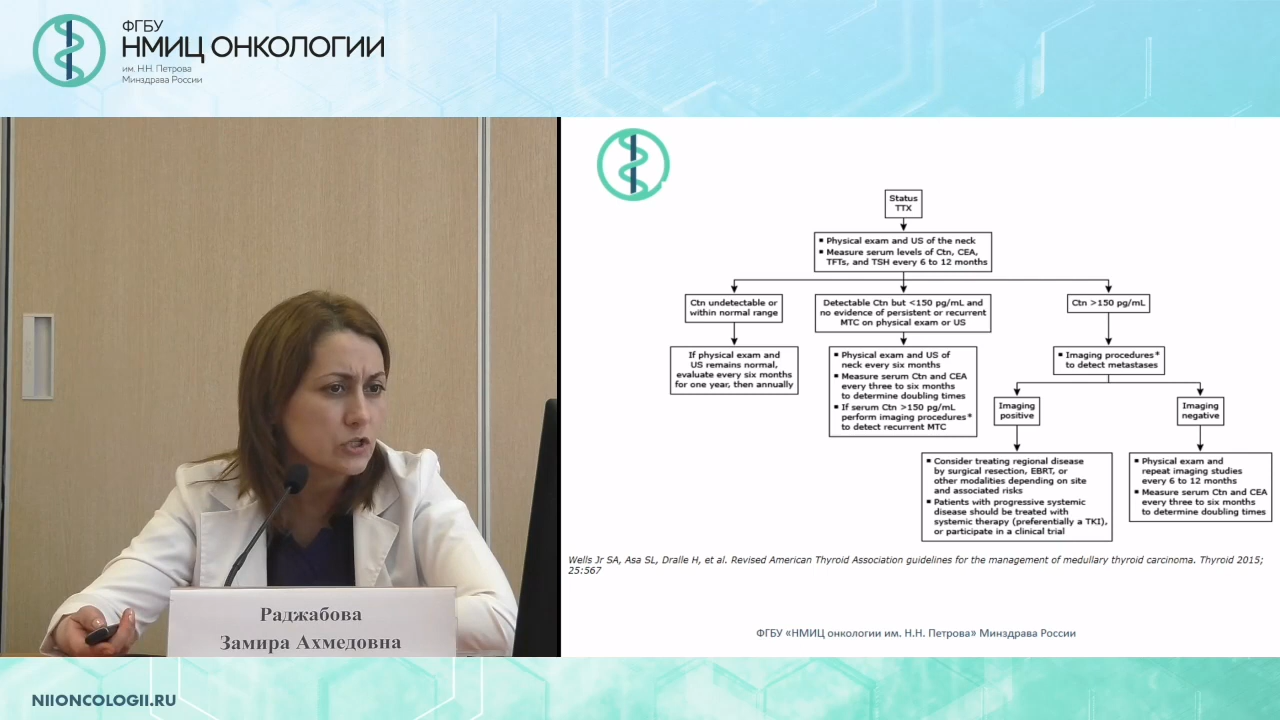 ФГБУ
НМИЦ ОНКОЛОГИИ
им. Н.Н. Петрова
Минздрава России
Раджабова
Замира Ахмедовна
Status
TTX
▪ Physical exam and US of the neck
▪ Measure serum levels of Ctn, CEA,
TFTs, and TSH every 6 to 12 months
Ctn undetectable or
within normal range
If physical exam and
US remains normal,
evaluate every six months
for one year, then annually
Detectable Ctn but <150 pg/mL and
no evidence of persistent or recurrent
MTC on physical exam or US
▪ Physical exam and US of
neck every six months
▪ Measure serum Ctn and CEA
every three to six months
to determine doubling times
▪ If serum Ctn >150 pg/mL
perform imaging procedures*
to detect recurrent MTC
Ctn >150 pg/mL
▪ Imaging procedures*
to detect metastases
Imaging
positive
▪ Consider treating regional disease
by surgical resection, EBRT, or
other modalities depending on site
and associated risks
▪ Patients with progressive systemic
disease should be treated with
systemic therapy (preferentially a TKI),
or participate in a clinical trial
Imaging
negative
▪ Physical exam and
repeat imaging studies
every 6 to 12 months
▪ Measure serum Ctn and CEA
every three to six months
to determine doubling times
Wells Jr SA, Asa SL, Dralle H, et al. Revised American Thyroid Association guidelines for the management of medullary thyroid carcinoma. Thyroid 2015;
25:567
ФГБУ «НМИЦ онкологии им. Н.Н. Петрова» Минздрава России
NIIONCOLOGII.RU